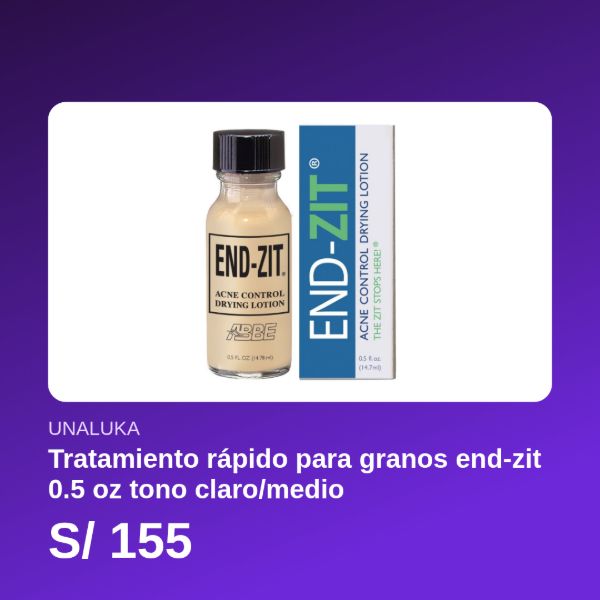 END-ZIT®
ACNE CONTROL
DRYING LOTION
ABBE
0.5 FL. OZ. (14.78 ml)
END-ZIT®
ACNE CONTROL DRYING LOTION
THE ZIT STOPS HERE!®
0.5 fl. oz.
(14.7ml)
UNALUKA
Tratamiento rápido para granos end-zit
0.5 oz tono claro/medio
S/ 155